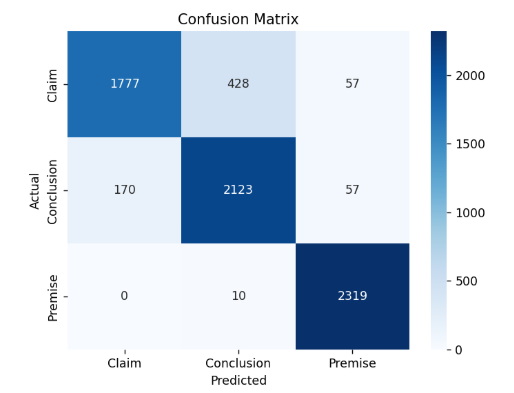 Confusion Matrix
Claim
1777
428
57
2000
1500
Actual
Conclusion
170
2123
57
1000
500
Premise
0
10
2319
0
Claim
Conclusion
Premise
Predicted